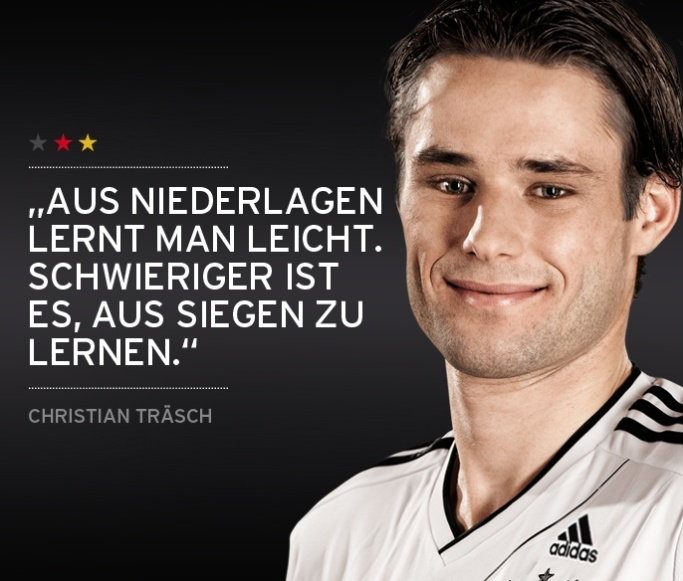 „AUS NIEDERLAGEN
LERNT MAN LEICHT.
SCHWIERIGER IST
ES, AUS SIEGEN ZU
LERNEN.“
CHRISTIAN TRÄSCH
adidas